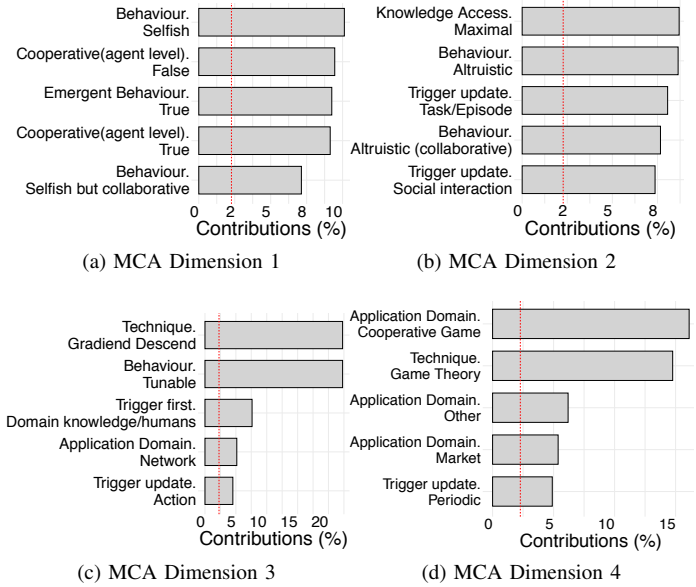 Behaviour.
Selfish
Cooperative(agent level).
False
Emergent Behaviour.
True
Cooperative(agent level).
True
Behaviour.
Selfish but collaborative
0 2 5 8 10
Contributions (%)
(a) MCA Dimension 1
Knowledge Access.
Maximal
Behaviour.
Altruistic
Trigger update.
Task/Episode
Behaviour.
Altruistic (collaborative)
Trigger update.
Social interaction
0 2 5 8
Contributions (%)
(b) MCA Dimension 2
Technique.
Gradiend Descend
Behaviour.
Tunable
Trigger first.
Domain knowledge/humans
Application Domain.
Network
Trigger update.
Action
0 5 10 15 20
Contributions (%)
(c) MCA Dimension 3
Application Domain.
Cooperative Game
Technique.
Game Theory
Application Domain.
Other
Application Domain.
Market
Trigger update.
Periodic
0 5 10 15
Contributions (%)
(d) MCA Dimension 4